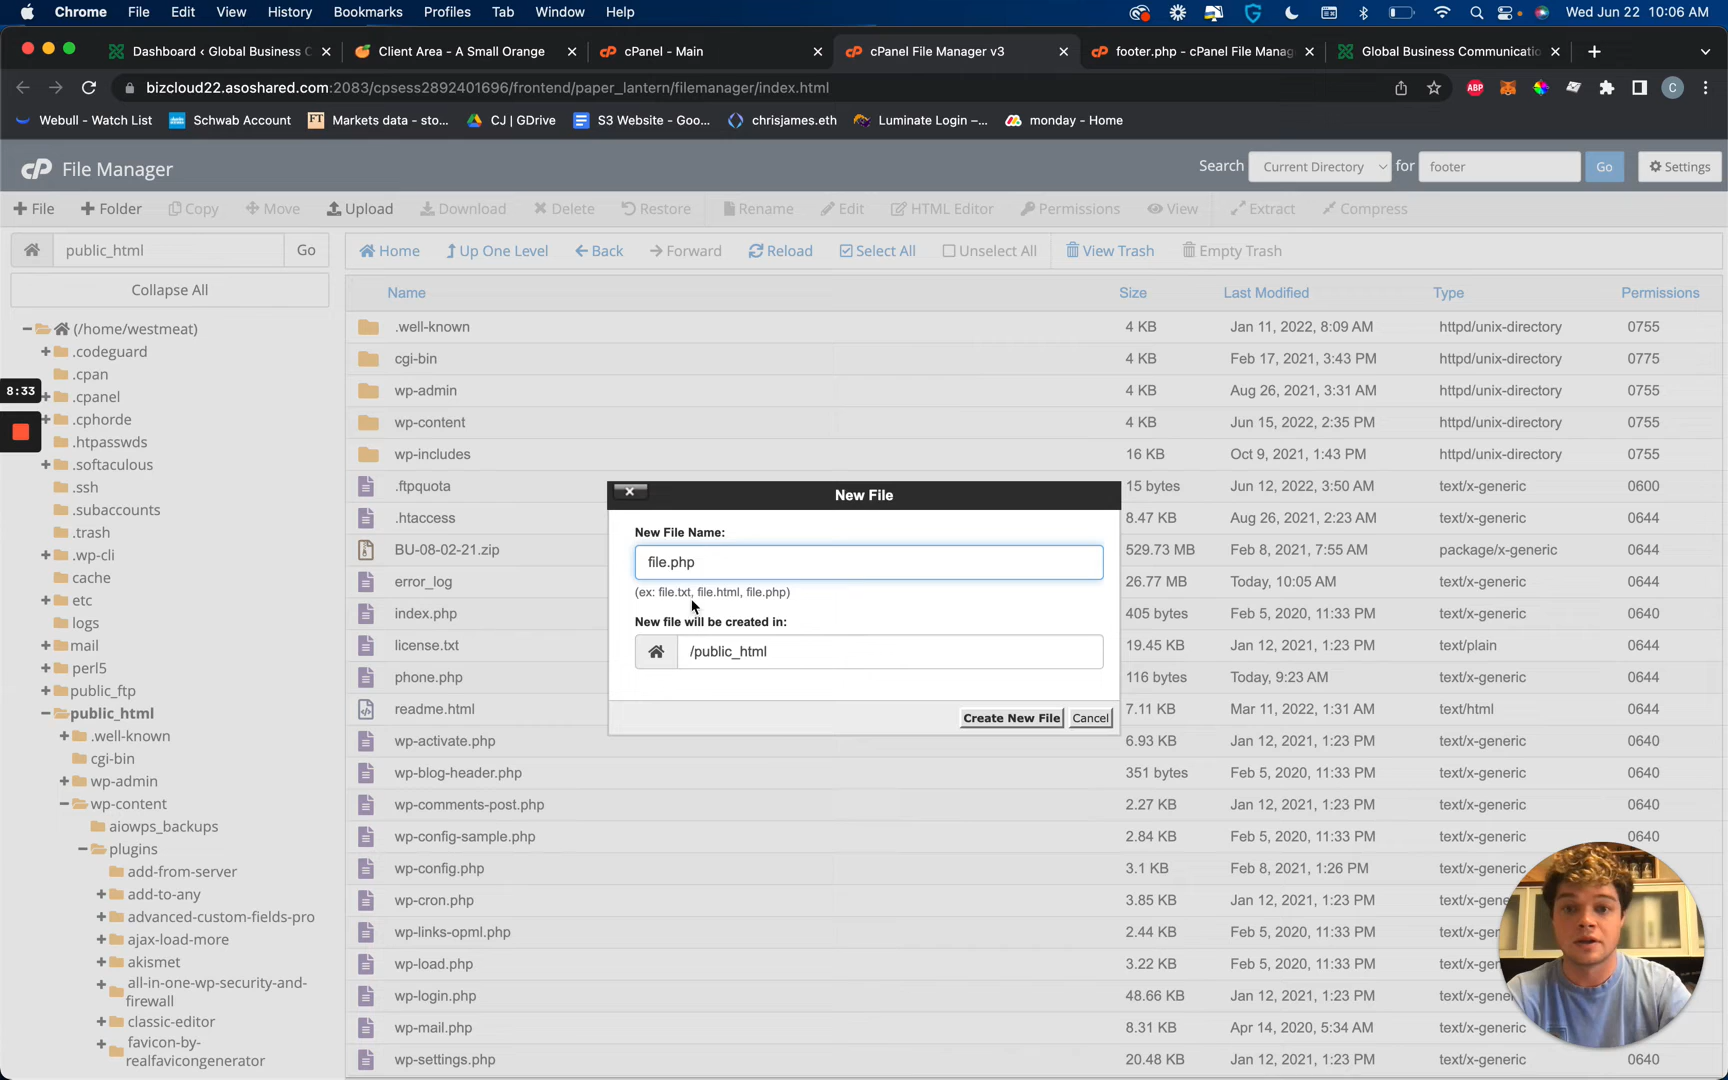 Chrome File Edit View History Bookmarks Profiles Tab Window Help Wed Jun 22 10:06 AM
Dashboard ‹ Global Business C Client Area - A Small Orange cPanel - Main cPanel File Manager v3 footer.php - cPanel File Manag Global Business Communicatio
bizcloud22.asoshared.com:2083/cpsess2892401696/frontend/paper_lantern/filemanager/index.html ABP C
Webull - Watch List Schwab Account FT Markets data - sto... CJ | GDrive S3 Website - Goo... chrisjames.eth Luminate Login –... monday - Home
cP File Manager Search Current Directory for footer Go Settings
File Folder Copy Move Upload Download Delete Restore Rename Edit HTML Editor Permissions View Extract Compress
public_html Go Home Up One Level Back Forward Reload Select All Unselect All View Trash Empty Trash
Collapse All
(/home/westmeat)
.codeguard
.cpan
.cpanel
.cphorde
.htpasswds
.softaculous
.ssh
.subaccounts
.trash
.wp-cli
cache
etc
logs
mail
perl5
public_ftp
public_html
.well-known
cgi-bin
wp-admin
wp-content
aiowps_backups
plugins
add-from-server
add-to-any
advanced-custom-fields-pro
ajax-load-more
akismet
all-in-one-wp-security-and-
firewall
classic-editor
favicon-by-
realfavicongenerator
8:33
Name Size Last Modified Type Permissions
.well-known 4 KB Jan 11, 2022, 8:09 AM httpd/unix-directory 0755
cgi-bin 4 KB Feb 17, 2021, 3:43 PM httpd/unix-directory 0775
wp-admin 4 KB Aug 26, 2021, 3:31 AM httpd/unix-directory 0755
wp-content 4 KB Jun 15, 2022, 2:35 PM httpd/unix-directory 0755
wp-includes 16 KB Oct 9, 2021, 1:43 PM httpd/unix-directory 0755
.ftpquota 15 bytes Jun 12, 2022, 3:50 AM text/x-generic 0600
.htaccess 8.47 KB Aug 26, 2021, 2:23 AM text/x-generic 0644
BU-08-02-21.zip 529.73 MB Feb 8, 2021, 7:55 AM package/x-generic 0644
error_log 26.77 MB Today, 10:05 AM text/x-generic 0644
index.php 405 bytes Feb 5, 2020, 11:33 PM text/x-generic 0640
license.txt 19.45 KB Jan 12, 2021, 1:23 PM text/plain 0640
phone.php 116 bytes Today, 9:23 AM text/x-generic 0644
readme.html 7.11 KB Mar 11, 2022, 1:31 AM text/html 0644
wp-activate.php 6.93 KB Jan 12, 2021, 1:23 PM text/x-generic 0640
wp-blog-header.php 351 bytes Feb 5, 2020, 11:33 PM text/x-generic 0640
wp-comments-post.php 2.27 KB Jan 12, 2021, 1:23 PM text/x-generic 0640
wp-config-sample.php 2.84 KB Feb 5, 2020, 11:33 PM text/x-generic 0640
wp-config.php 3.1 KB Feb 8, 2021, 1:26 PM text/x-generic
wp-cron.php 3.85 KB Jan 12, 2021, 1:23 PM text/x-gen
wp-links-opml.php 2.44 KB Feb 5, 2020, 11:33 PM text/x-ge
wp-load.php 3.22 KB Feb 5, 2020, 11:33 PM text/x-ge
wp-login.php 48.66 KB Jan 12, 2021, 1:23 PM text/x-gene
wp-mail.php 8.31 KB Apr 14, 2020, 5:34 AM text/x-gener
wp-settings.php 20.48 KB Jan 12, 2021, 1:23 PM text/x-generic 0640
New File
New File Name:
file.php
(ex: file.txt, file.html, file.php)
New file will be created in:
/public_html
Create New File Cancel